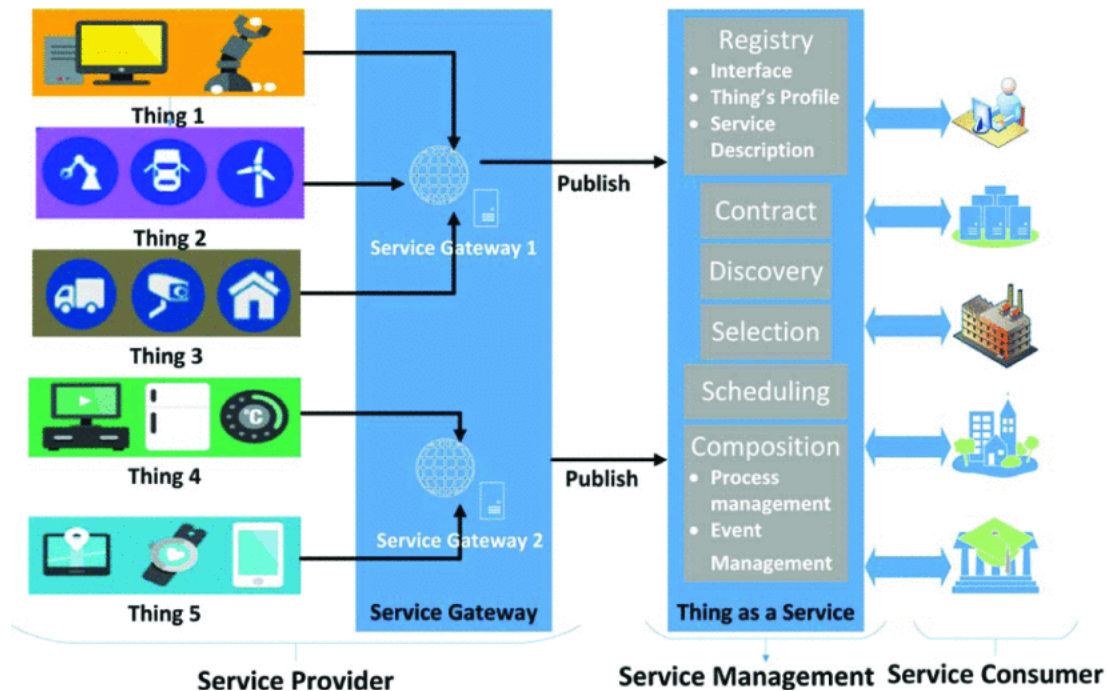 Thing 1
Thing 2
Thing 3
Thing 4
Thing 5
Service Gateway 1
Service Gateway 2
Service Gateway
Service Provider
Publish
Publish
Registry
• Interface
• Thing's Profile
• Service
Description
Contract
Discovery
Selection
Scheduling
Composition
• Process
management
• Event
Management
°C
Thing as a Service
Service Management
Service Consumer